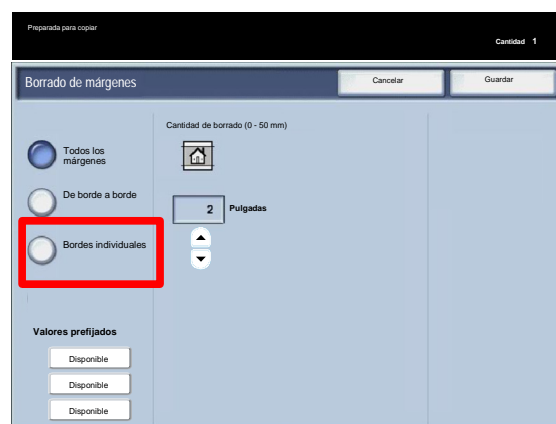 Preparada para copiar
Cantidad 1
Borrado de márgenes
Cancelar
Guardar
Cantidad de borrado (0 - 50 mm)
Todos los
márgenes
De borde a borde
2 Pulgadas
Bordes individuales
Valores prefijados
Disponible
Disponible
Disponible